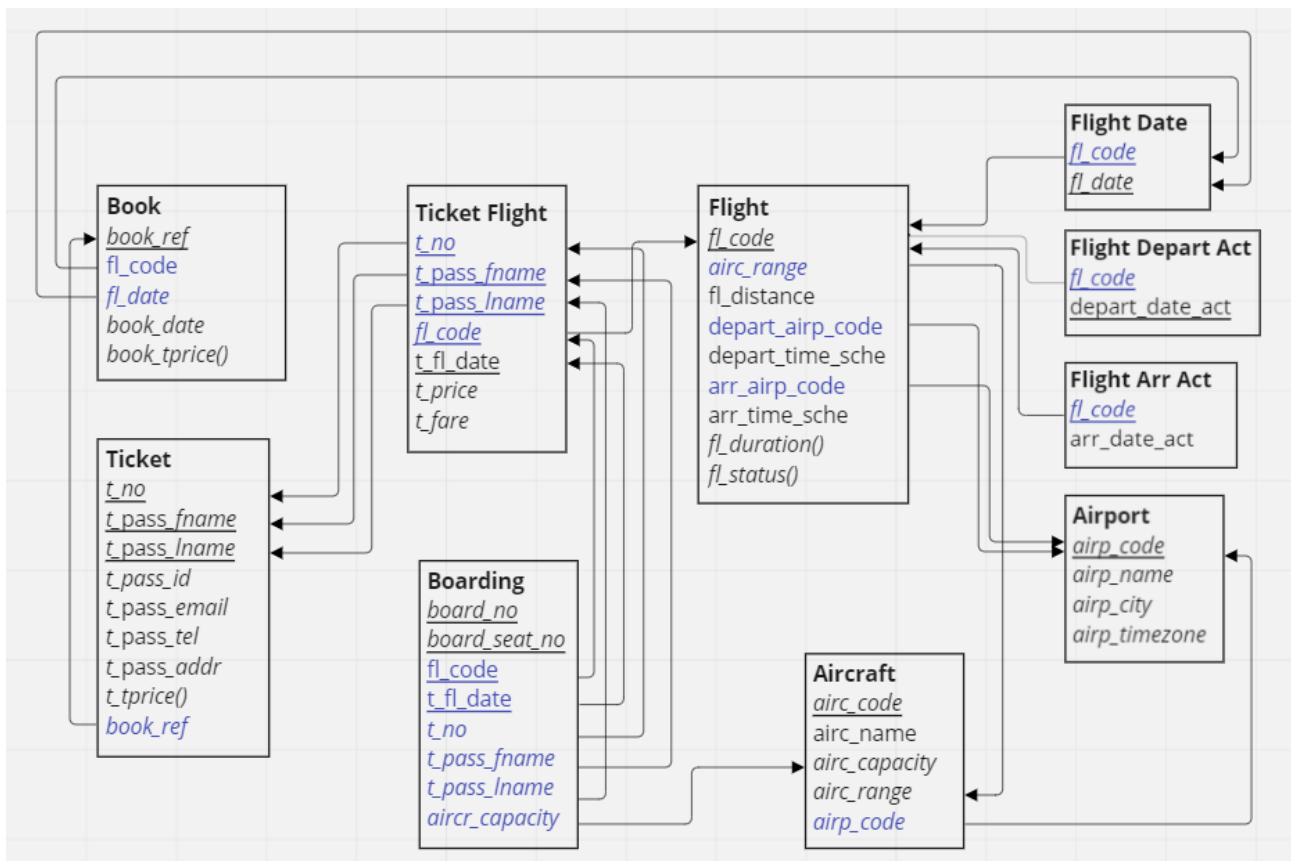 Book
book_ref
fl_code
fl_date
book_date
book_tprice()
Ticket
t_no
t_pass_fname
t_pass_lname
t_pass_id
t_pass_email
t_pass_tel
t_pass_addr
t_tprice()
book_ref
Ticket Flight
t_no
t_pass_fname
t_pass_lname
fl_code
t_fl_date
t_price
t_fare
Boarding
board_no
board_seat_no
fl_code
t_fl_date
t_no
t_pass_fname
t_pass_lname
aircr_capacity
Flight
fl_code
airc_range
fl_distance
depart_airp_code
depart_time_sche
arr_airp_code
arr_time_sche
fl_duration()
fl_status()
Aircraft
airc_code
airc_name
airc_capacity
airc_range
airp_code
Flight Date
fl_code
fl_date
Flight Depart Act
fl_code
depart_date_act
Flight Arr Act
fl_code
arr_date_act
Airport
airp_code
airp_name
airp_city
airp_timezone